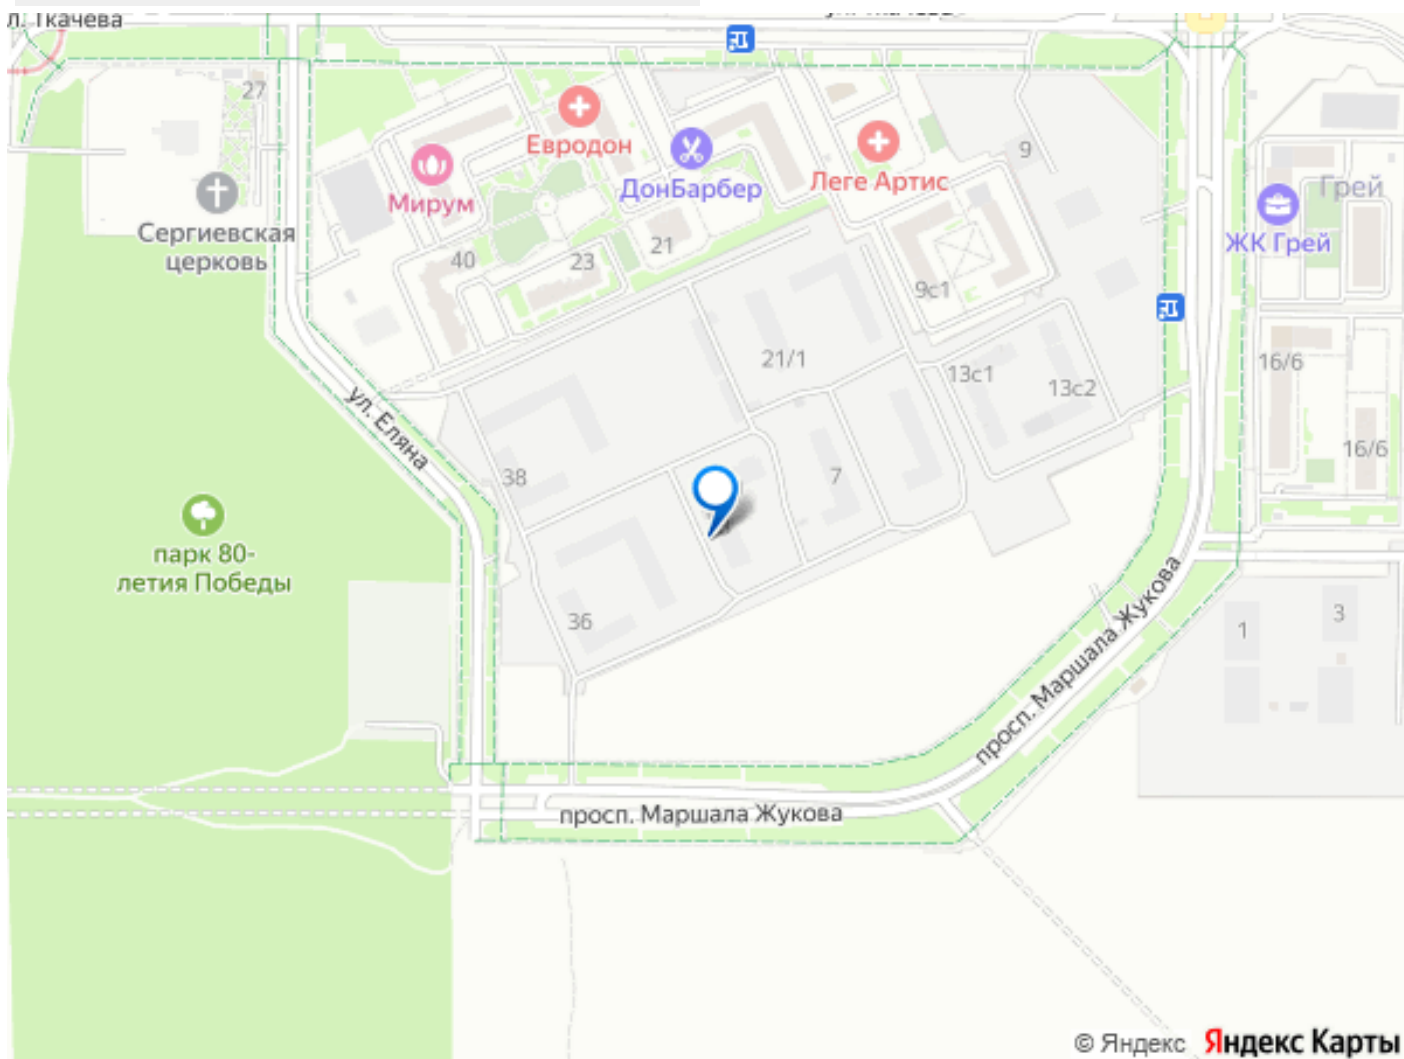 л. Ткачева
27
9
Евродон
ДонБарбер
Леге Артис
Мирум
Грей
ЖК Грей
Сергиевская
церковь
40
23
21
9с1
21/1
13с1
13с2
16/6
16/6
ул. Еляна
38
7
парк 80-
летия Победы
36
1
3
просп. Маршала Жукова
просп. Маршала Жукова
© Яндекс Яндекс Карты